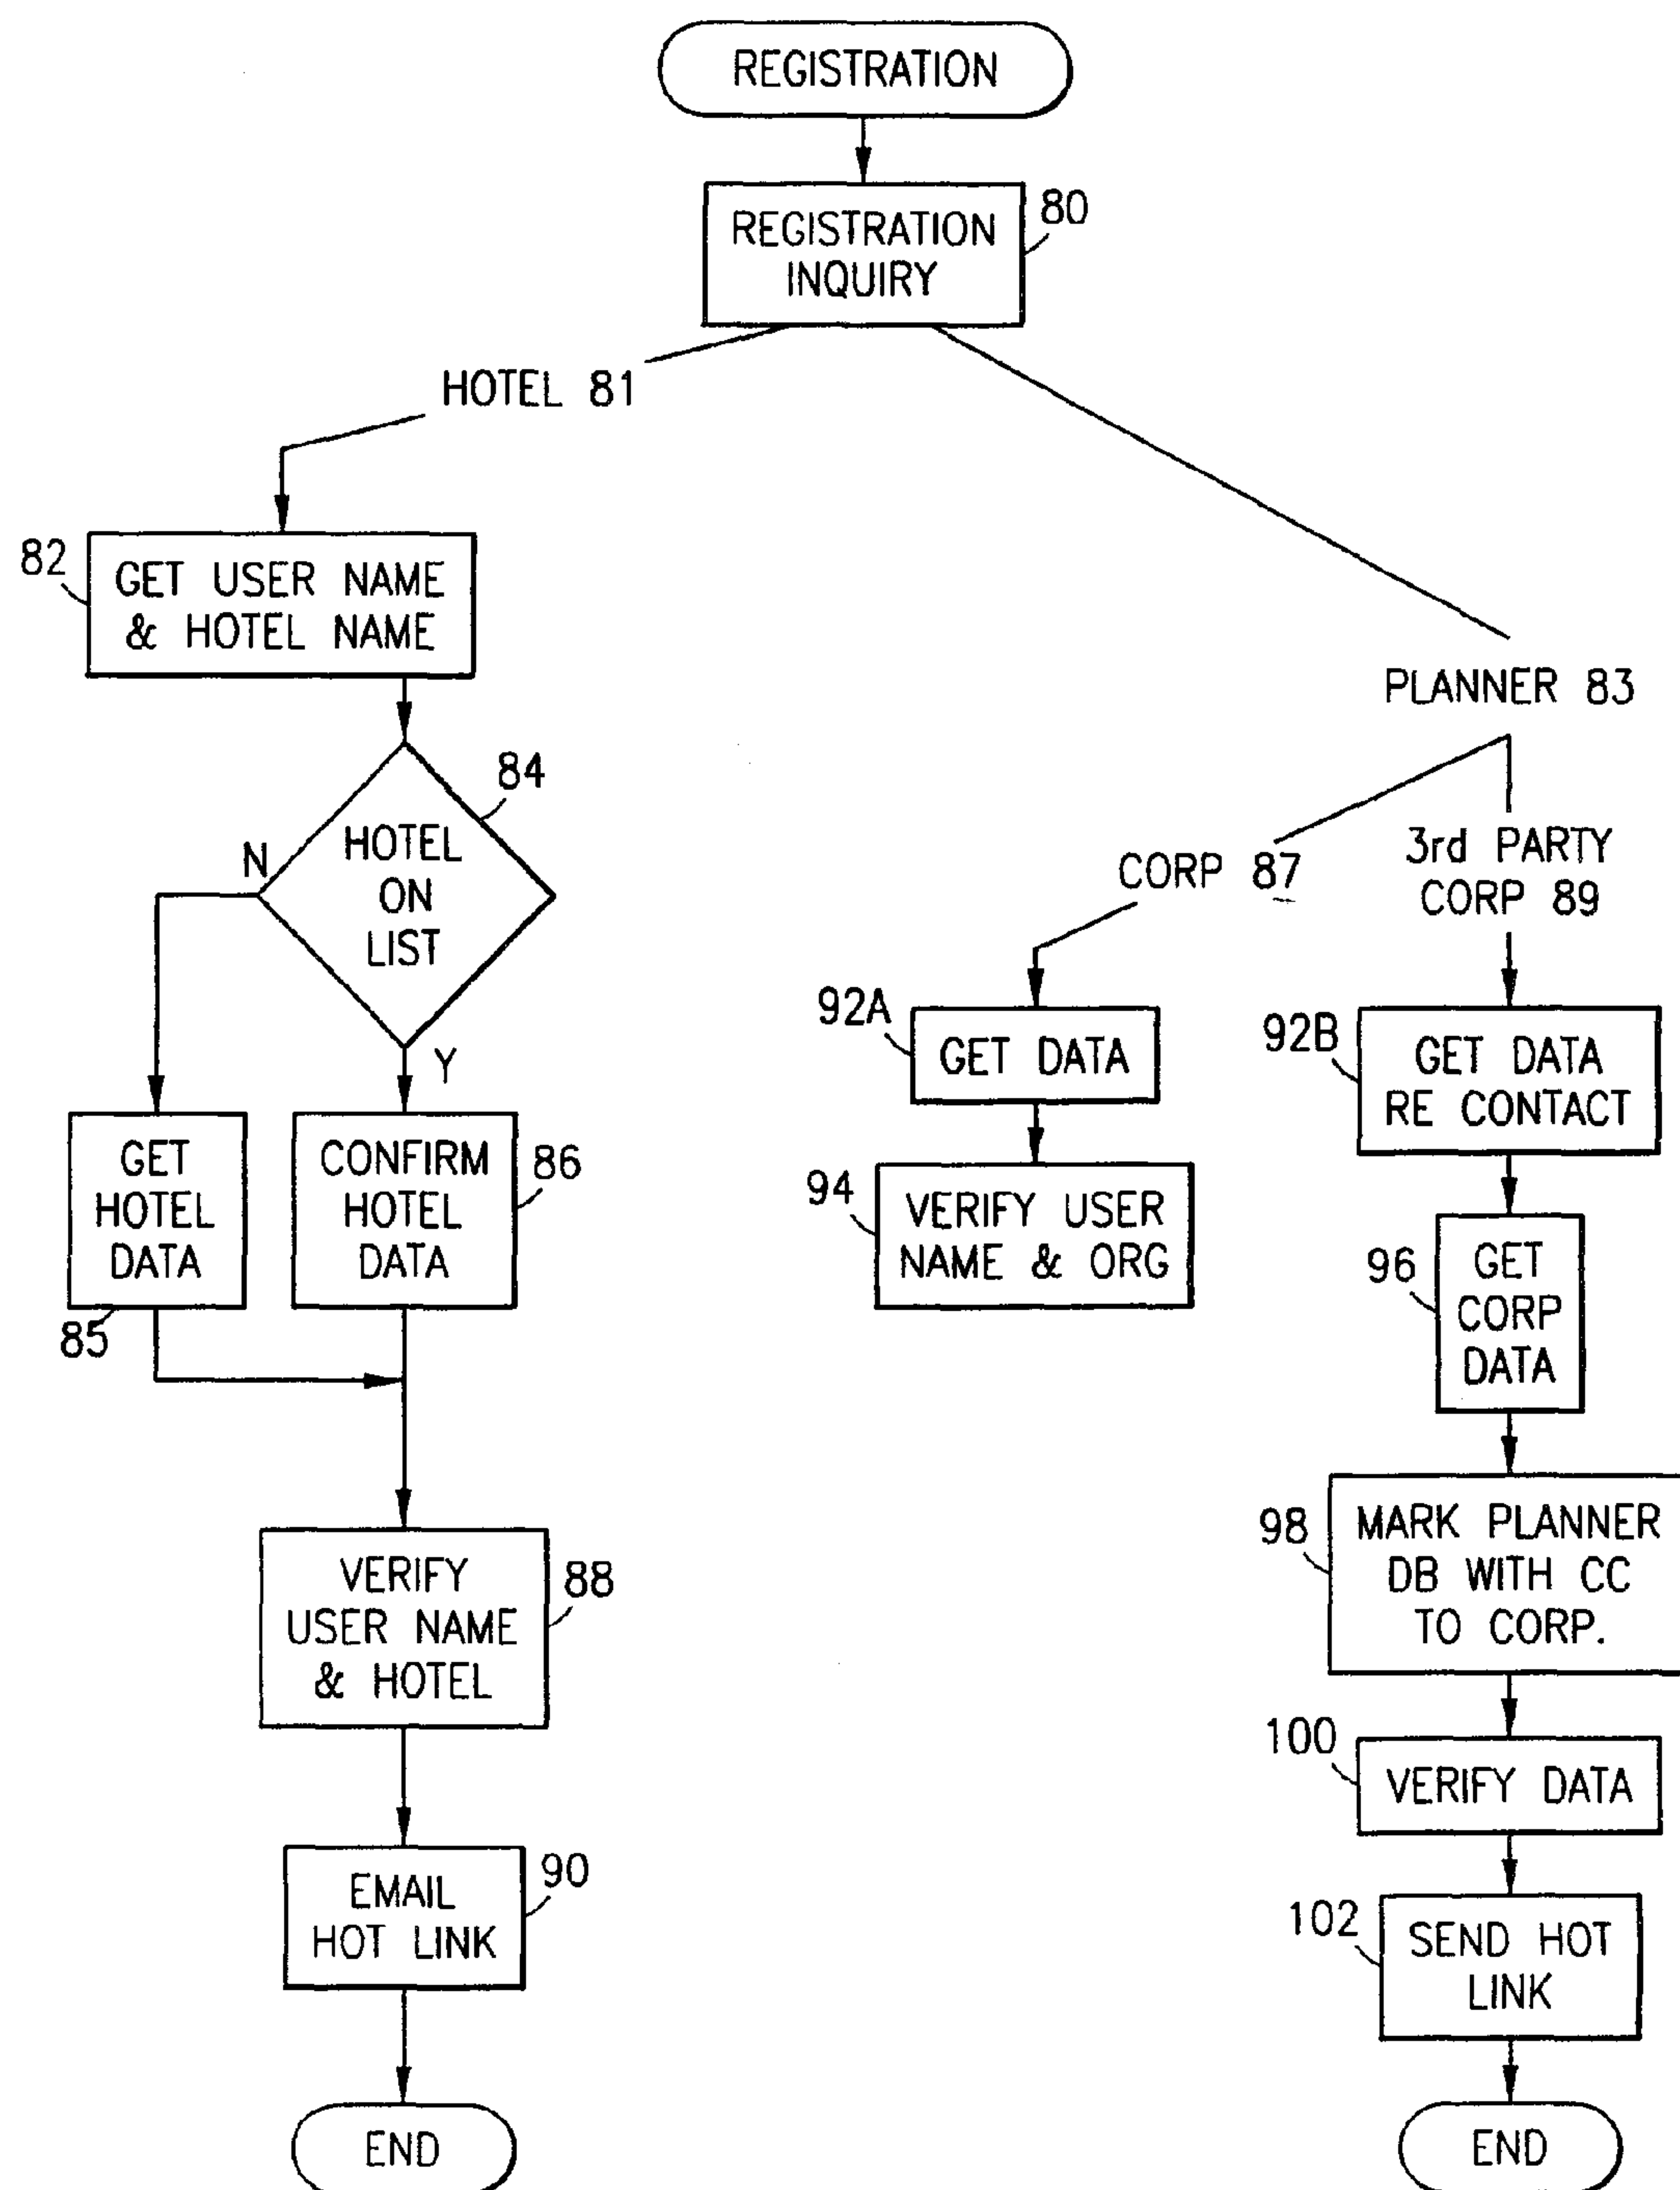 REGISTRATION
REGISTRATION
INQUIRY
80
HOTEL 81
82
GET USER NAME
& HOTEL NAME
PLANNER 83
84
HOTEL
ON
LIST
N
Y
CORP 87
3rd PARTY
CORP 89
92A
GET DATA
92B
GET DATA
RE CONTACT
GET
HOTEL
DATA
85
CONFIRM
HOTEL
DATA
86
94
VERIFY USER
NAME & ORG
96
GET
CORP
DATA
98
MARK PLANNER
DB WITH CC
TO CORP.
VERIFY
USER NAME
& HOTEL
88
100
VERIFY DATA
EMAIL
HOT LINK
90
102
SEND HOT
LINK
END
END